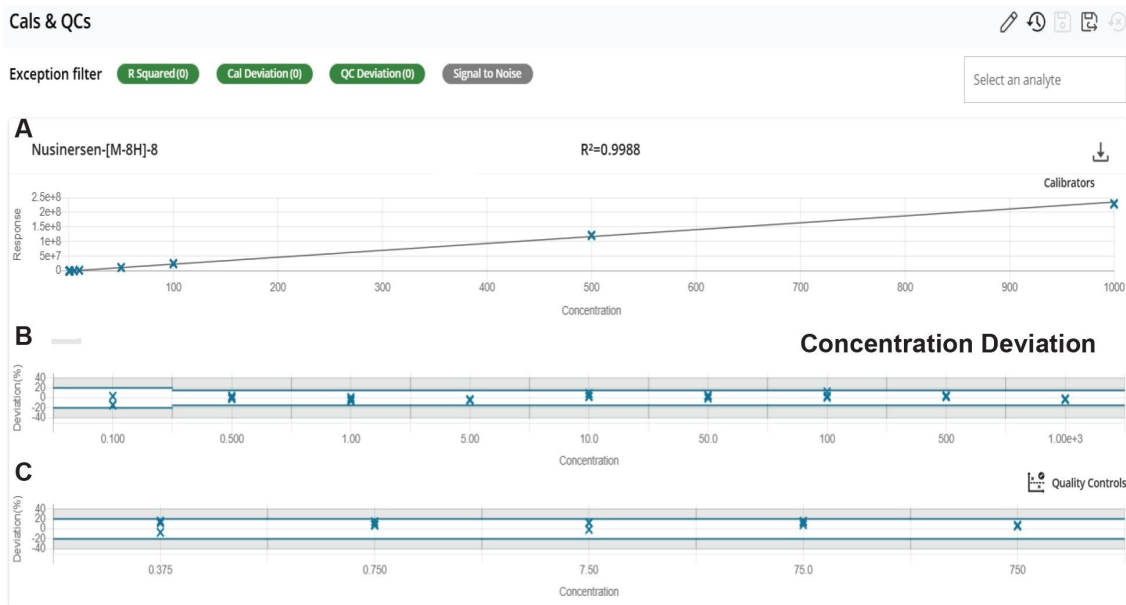 Cals & QCs
Exception filter R Squared (0) Cal Deviation (0) QC Deviation (0) Signal to Noise
Select an analyte
A
Nusinersen-[M-8H]-8 R²=0.9988
Calibrators
Response
2.5e+8
2e+8
1.5e+8
1e+8
5e+7
0
100 200 300 400 500 600 700 800 900 1000
Concentration
B
Concentration Deviation
Deviation(%)
40
20
0
-20
-40
0.100 0.500 1.00 5.00 10.0 50.0 100 500 1.00e+3
Concentration
C
Quality Controls
Deviation(%)
40
20
0
-20
-40
0.375 0.750 7.50 75.0 750
Concentration